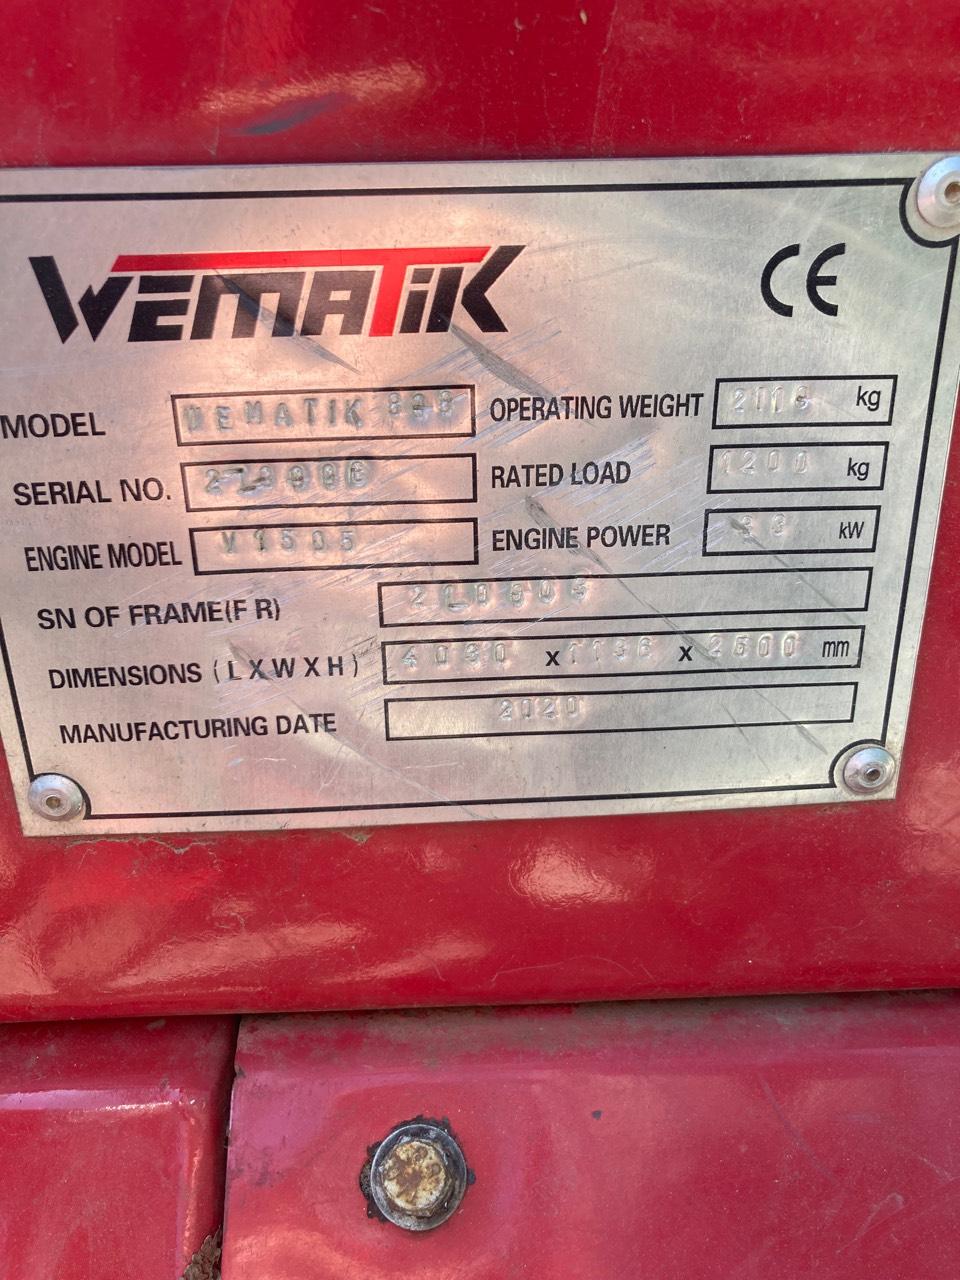 WEMATIK CE
MODEL WEMATIK OPERATING WEIGHT kg
SERIAL NO. RATED LOAD 1200 kg
ENGINE MODEL V1505 ENGINE POWER kW
SN OF FRAME(F R)
DIMENSIONS (LXWXH) x x mm
MANUFACTURING DATE 2020